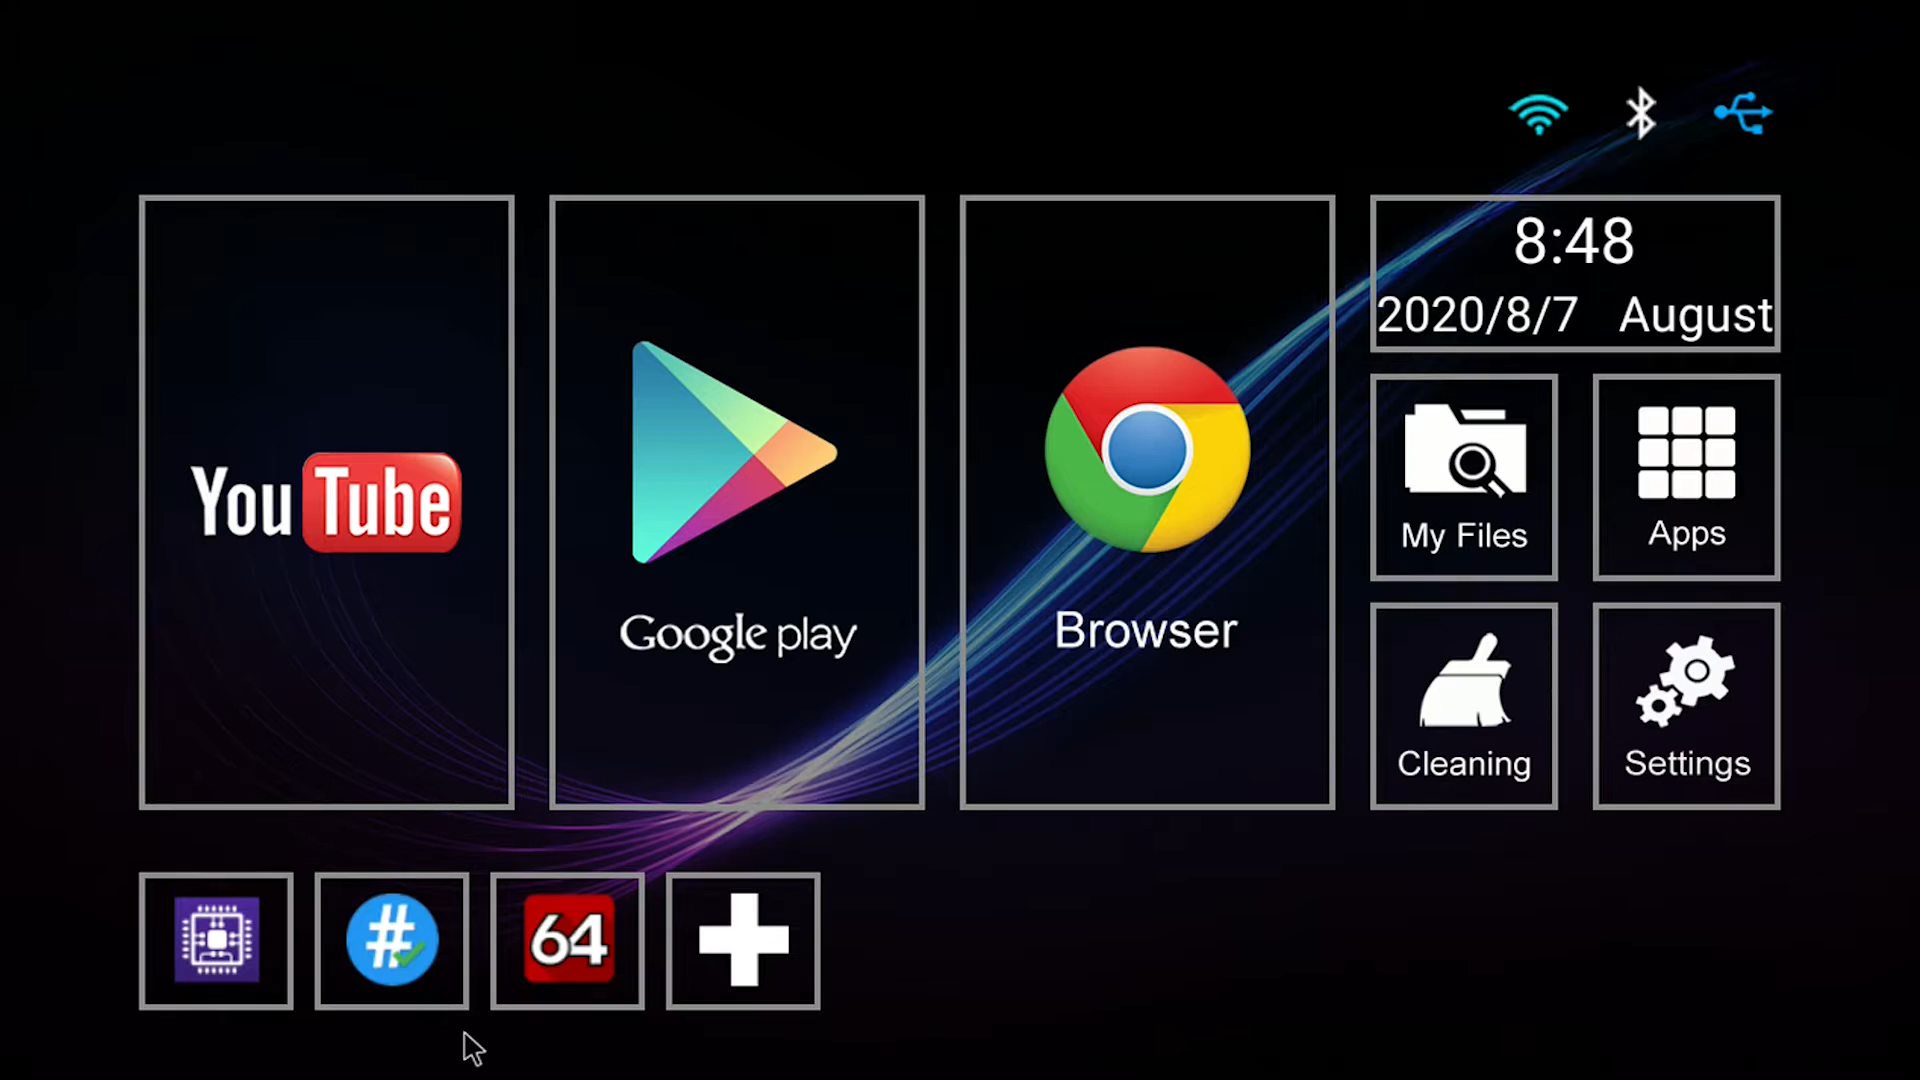 8:48
2020/8/7 August
YouTube
Google play
Browser
My Files
Apps
Cleaning
Settings
#
64